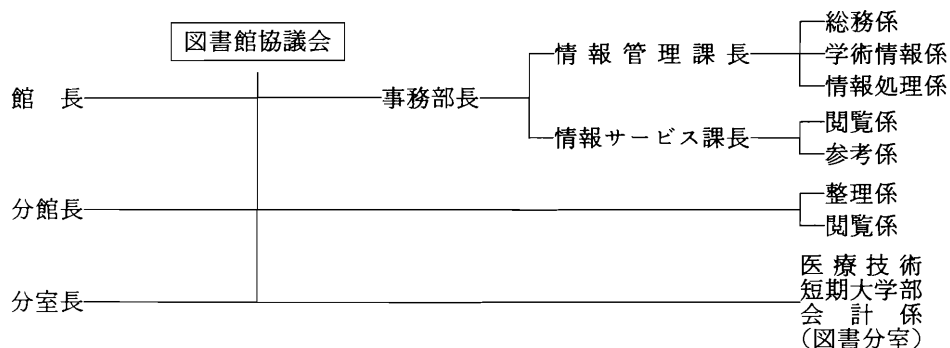 図書館協議会
館長
事務部長
情報管理課長
総務係
学術情報係
情報処理係
情報サービス課長
閲覧係
参考係
分館長
整理係
閲覧係
分室長
医療技術
短期大学部
会計係
（図書分室）